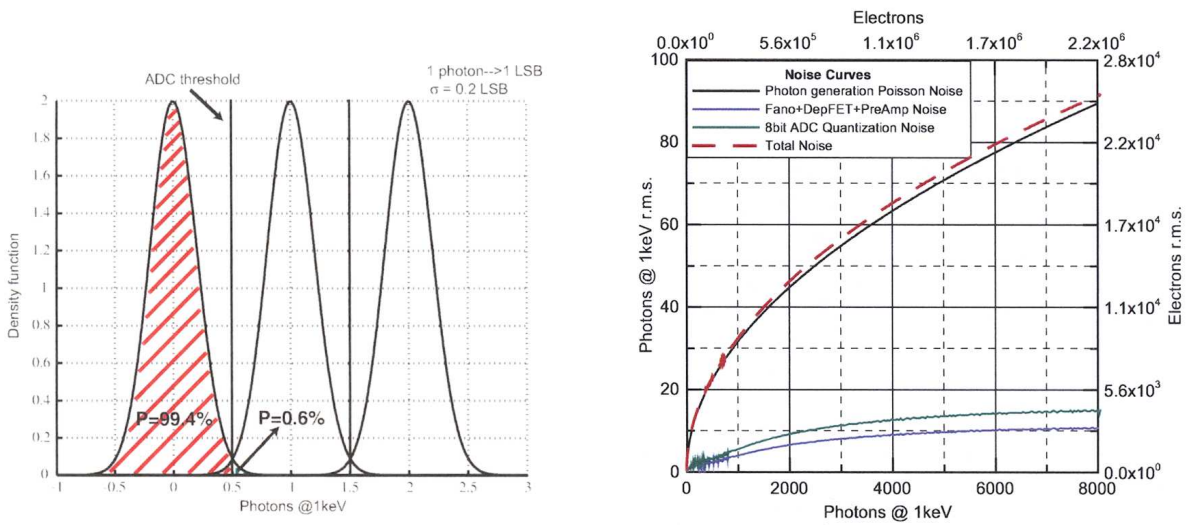 1 photon-->1 LSB
σ = 0.2 LSB
ADC threshold
Density function
2
1.8
1.6
1.4
1.2
1
0.8
0.6
0.4
0.2
0
P=99.4%
P=0.6%
-1
0.5
0
0.5
1
1.5
2
2.5
3
Photons @1keV
Electrons
0.0x10⁰
5.6x10⁵
1.1x10⁶
1.7x10⁶
2.2x10⁶
Noise Curves
Photon generation Poisson Noise
Fano+DepFET+PreAmp Noise
8bit ADC Quantization Noise
Total Noise
Photons @ 1keV r.m.s.
100
80
60
40
20
0
2.8x10⁴
2.2x10⁴
1.7x10⁴
1.1x10⁴
5.6x10³
0.0x10⁰
Electrons r.m.s.
0
2000
4000
6000
8000
Photons @ 1keV